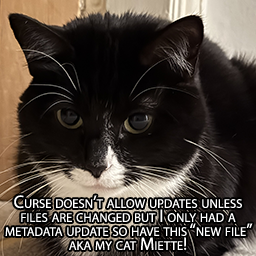 Curse doesn't allow updates unless
files are changed but I only had a
metadata update so have this "new file"
aka my cat Miette!